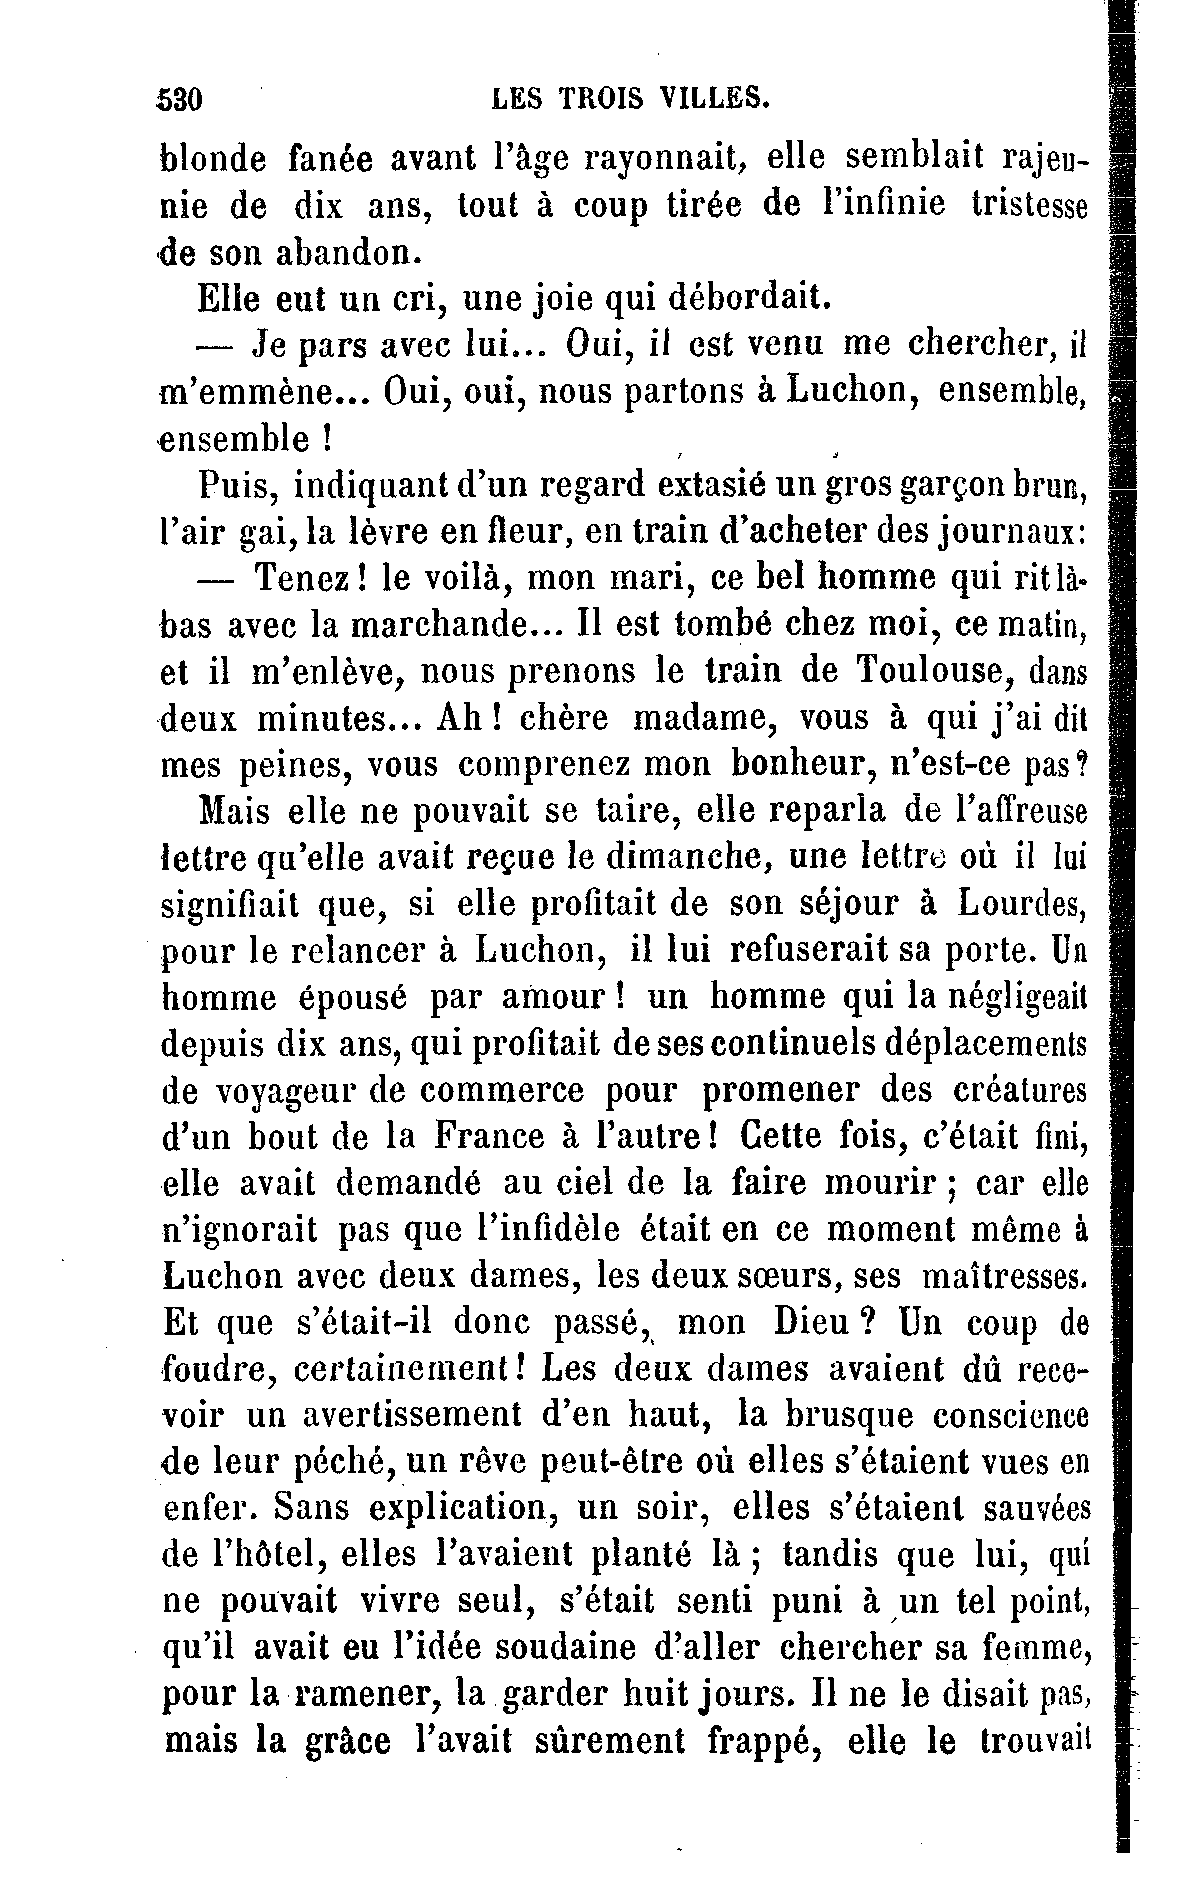 530 LES TROIS VILLES.
blonde fanée avant l'âge rayonnait, elle semblait rajeu-
nie de dix ans, tout à coup tirée de l'infinie tristesse
de son abandon.
Elle eut un cri, une joie qui débordait.
— Je pars avec lui... Oui, il est venu me chercher, il
m'emmène... Oui, oui, nous partons à Luchon, ensemble,
ensemble !
Puis, indiquant d'un regard extasié un gros garçon brun,
l'air gai, la lèvre en fleur, en train d'acheter des journaux:
— Tenez ! le voilà, mon mari, ce bel homme qui rit là-
bas avec la marchande... Il est tombé chez moi, ce matin,
et il m'enlève, nous prenons le train de Toulouse, dans
deux minutes... Ah ! chère madame, vous à qui j'ai dit
mes peines, vous comprenez mon bonheur, n'est-ce pas ?
Mais elle ne pouvait se taire, elle reparla de l'affreuse
lettre qu'elle avait reçue le dimanche, une lettre où il lui
signifiait que, si elle profitait de son séjour à Lourdes,
pour le relancer à Luchon, il lui refuserait sa porte. Un
homme épousé par amour ! un homme qui la négligeait
depuis dix ans, qui profitait de ses continuels déplacements
de voyageur de commerce pour promener des créatures
d'un bout de la France à l'autre ! Cette fois, c'était fini,
elle avait demandé au ciel de la faire mourir ; car elle
n'ignorait pas que l'infidèle était en ce moment même à
Luchon avec deux dames, les deux sœurs, ses maîtresses.
Et que s'était-il donc passé, mon Dieu ? Un coup de
foudre, certainement ! Les deux dames avaient dû rece-
voir un avertissement d'en haut, la brusque conscience
de leur péché, un rêve peut-être où elles s'étaient vues en
enfer. Sans explication, un soir, elles s'étaient sauvées
de l'hôtel, elles l'avaient planté là ; tandis que lui, qui
ne pouvait vivre seul, s'était senti puni à un tel point,
qu'il avait eu l'idée soudaine d'aller chercher sa femme,
pour la ramener, la garder huit jours. Il ne le disait pas,
mais la grâce l'avait sûrement frappé, elle le trouvait